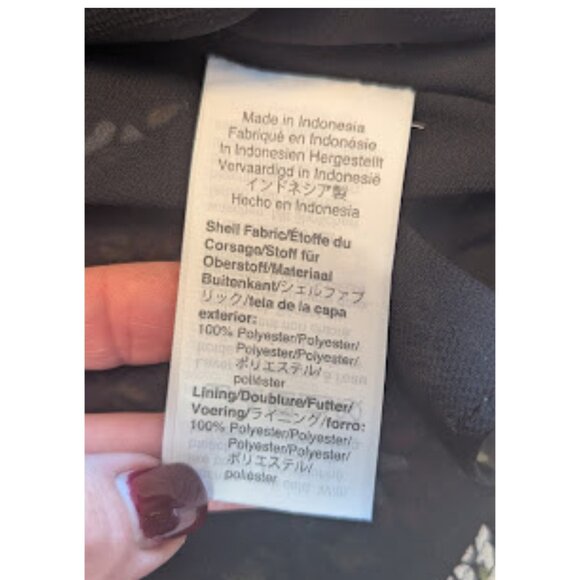 Made in Indonesia
Fabriqué en Indonésie
In Indonesien Hergestellt
Vervaardigd in Indonesië
インドネシア製
Hecho en Indonesia
Shell Fabric/Étoffe du
Corsage/Stoff für
Oberstoff/Materiaal
Buitenkant/シェルファブ
リック/tela de la capa
exterior:
100% Polyester/Polyester/
Polyester/Polyester/
ポリエステル/
poliéster
Lining/Doublure/Futter/
Voering/ライニング/forro:
100% Polyester/Polyester/
Polyester/Polyester/
ポリエステル/
poliéster